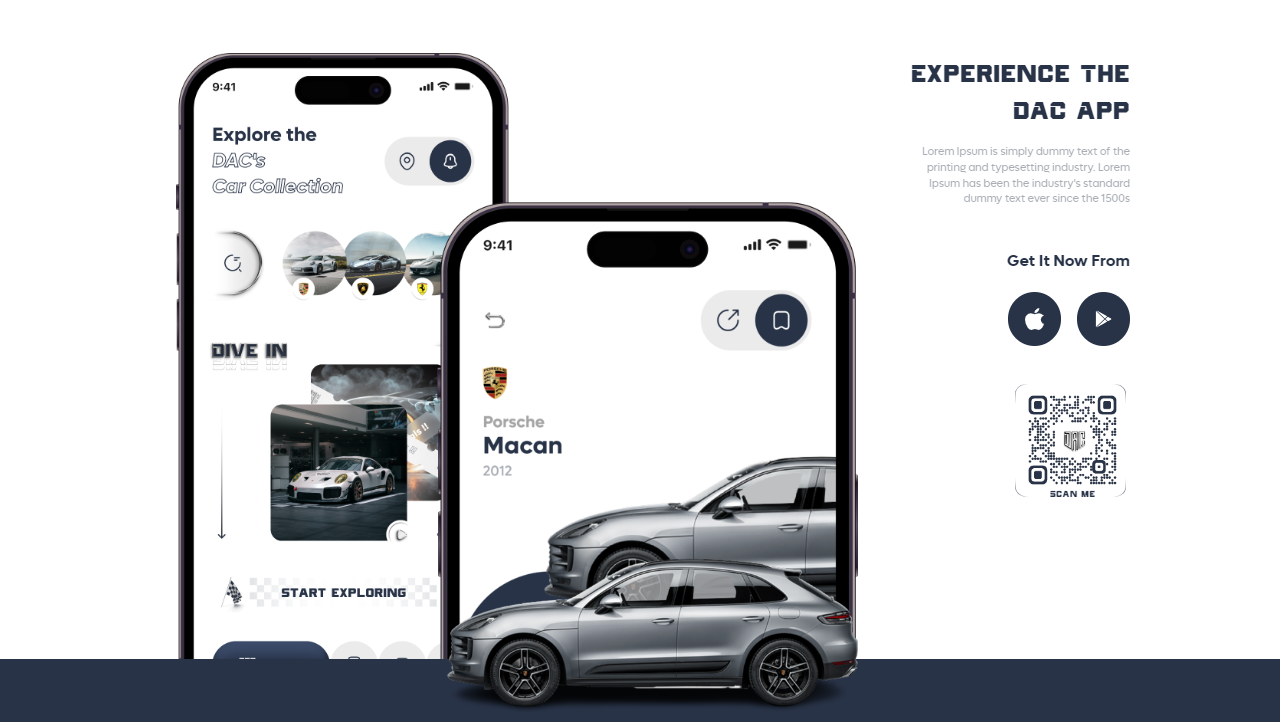 9:41
Explore the
DAC's
Car Collection
DIVE IN
START EXPLORING
9:41
Porsche
Macan
2012
EXPERIENCE THE
DAC APP
Lorem Ipsum is simply dummy text of the
printing and typesetting industry. Lorem
Ipsum has been the industry's standard
dummy text ever since the 1500s
Get It Now From
DAC
SCAN ME